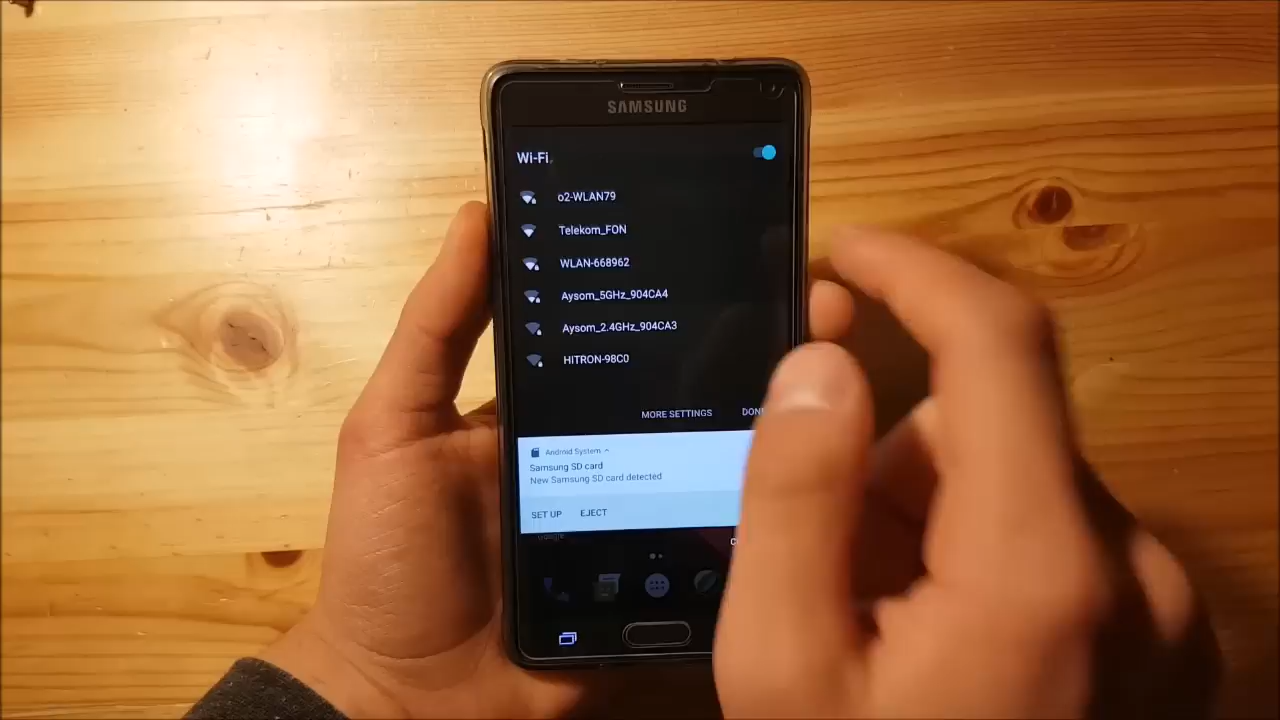 SAMSUNG
Wi-Fi
o2-WLAN79
Telekom_FON
WLAN-668962
Aysom_5GHz_904CA4
Aysom_2.4GHz_904CA3
HITRON-98C0
MORE SETTINGS
Android System
Samsung SD card
New Samsung SD card detected
SET UP EJECT
Google